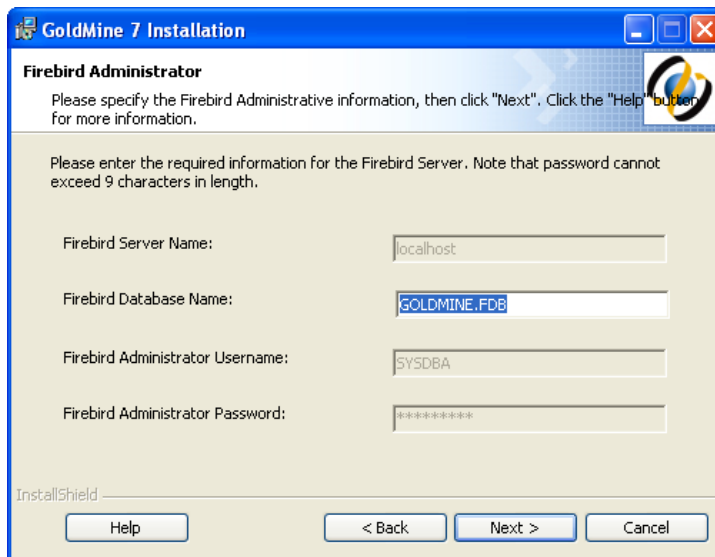 GoldMine 7 Installation
Firebird Administrator
Please specify the Firebird Administrative information, then click "Next". Click the "Help" button
for more information.
Please enter the required information for the Firebird Server. Note that password cannot
exceed 9 characters in length.
Firebird Server Name:
localhost
Firebird Database Name:
GOLDMINE.FDB
Firebird Administrator Username:
SYSDBA
Firebird Administrator Password:
*********
InstallShield
Help
< Back
Next >
Cancel